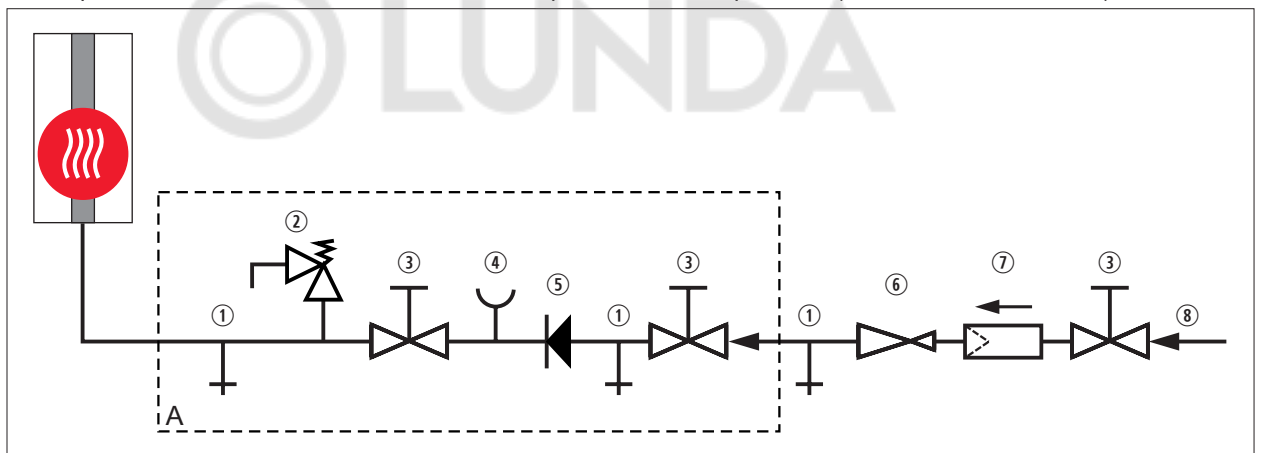 LUNDA
② ③ ④ ⑤ ③ ⑥ ⑦ ③
① ① ① ⑧
A